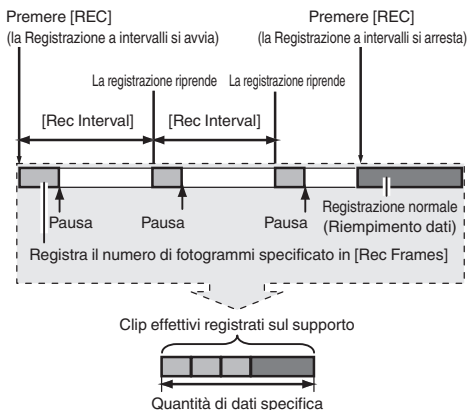 Premere [REC]
(la Registrazione a intervalli si avvia)
Premere [REC]
(la Registrazione a intervalli si arresta)
La registrazione riprende
La registrazione riprende
[Rec Interval]
[Rec Interval]
Pausa
Pausa
Pausa
Registrazione normale
(Riempimento dati)
Registra il numero di fotogrammi specificato in [Rec Frames]
Clip effettivi registrati sul supporto
Quantità di dati specifica